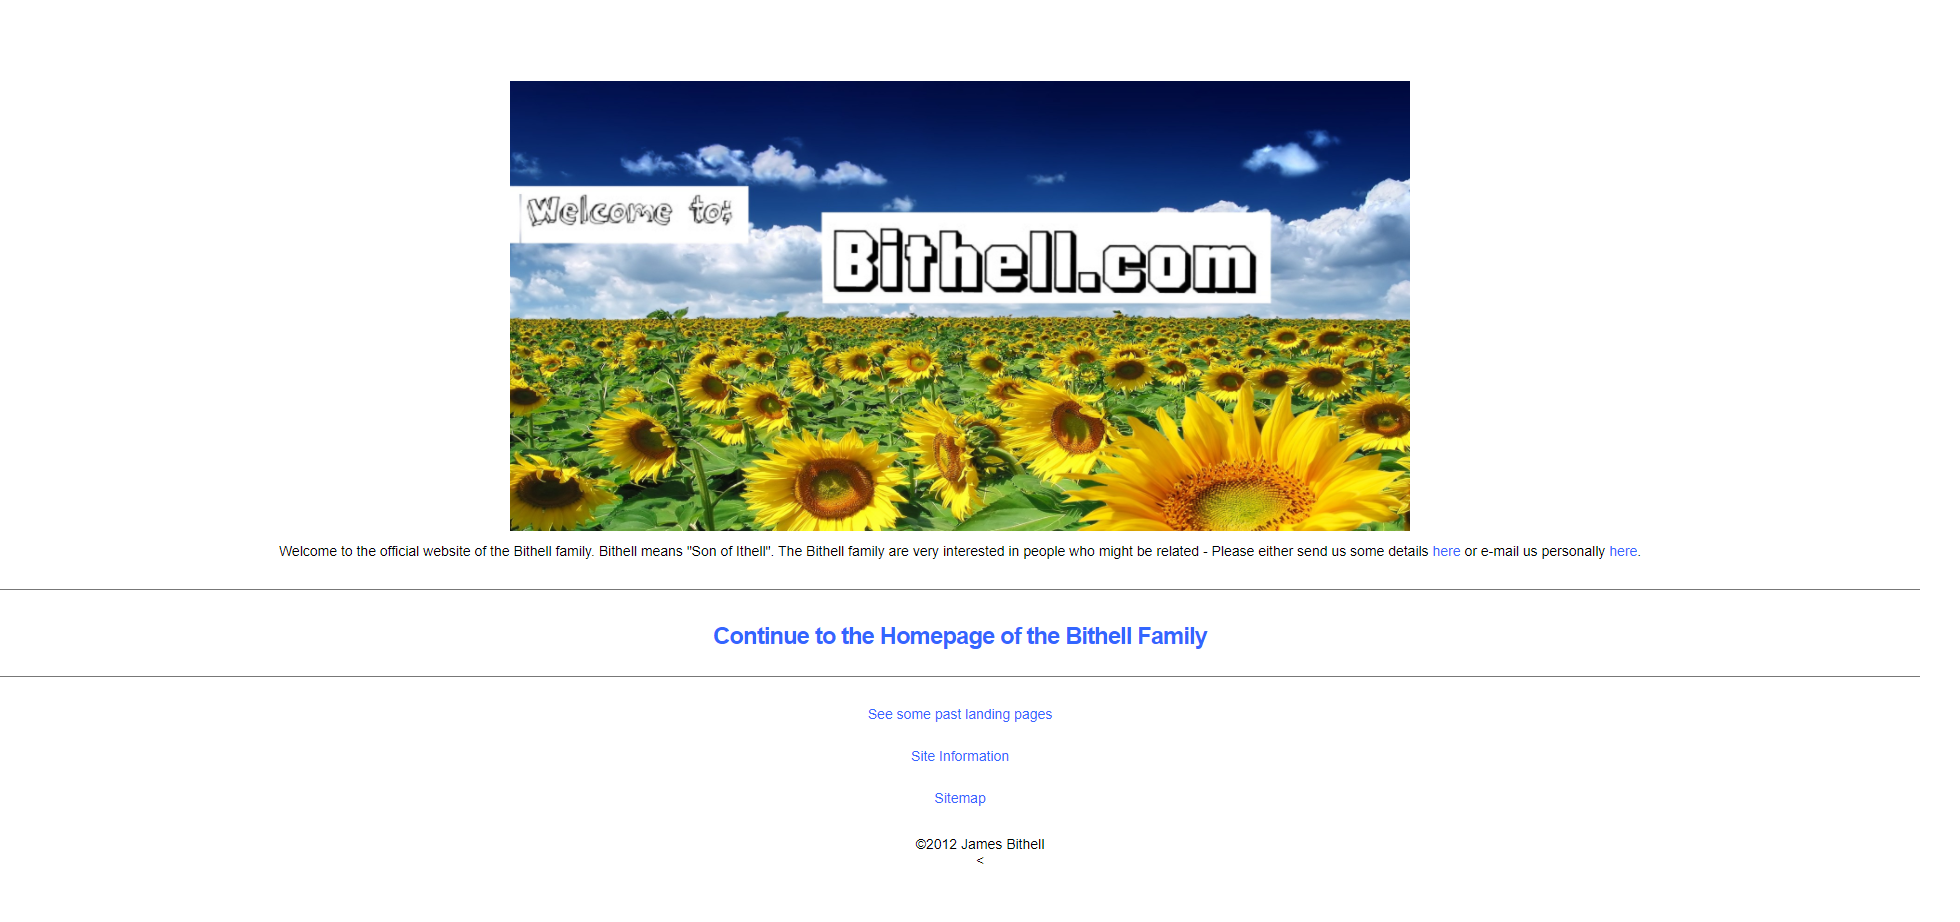 Welcome to:
Bithell.com
Welcome to the official website of the Bithell family. Bithell means "Son of Ithell". The Bithell family are very interested in people who might be related - Please either send us some details here or e-mail us personally here.
Continue to the Homepage of the Bithell Family
See some past landing pages
Site Information
Sitemap
©2012 James Bithell
<